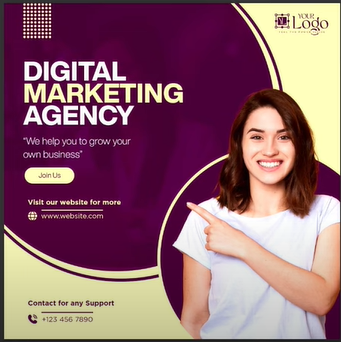 YOUR
Logo
DIGITAL
MARKETING
AGENCY
“We help you to grow your
own business”
Join Us
Visit our website for more
www.website.com
Contact for any Support
+123 456 7890